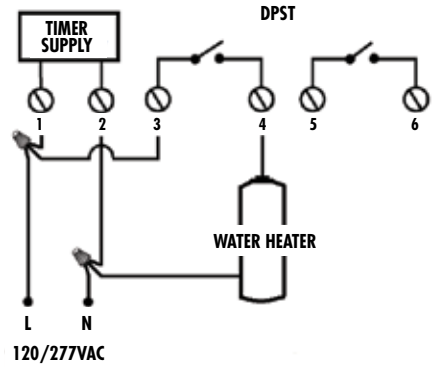 DPST
TIMER
SUPPLY
1 2 3 4 5 6
WATER HEATER
L N
120/277VAC